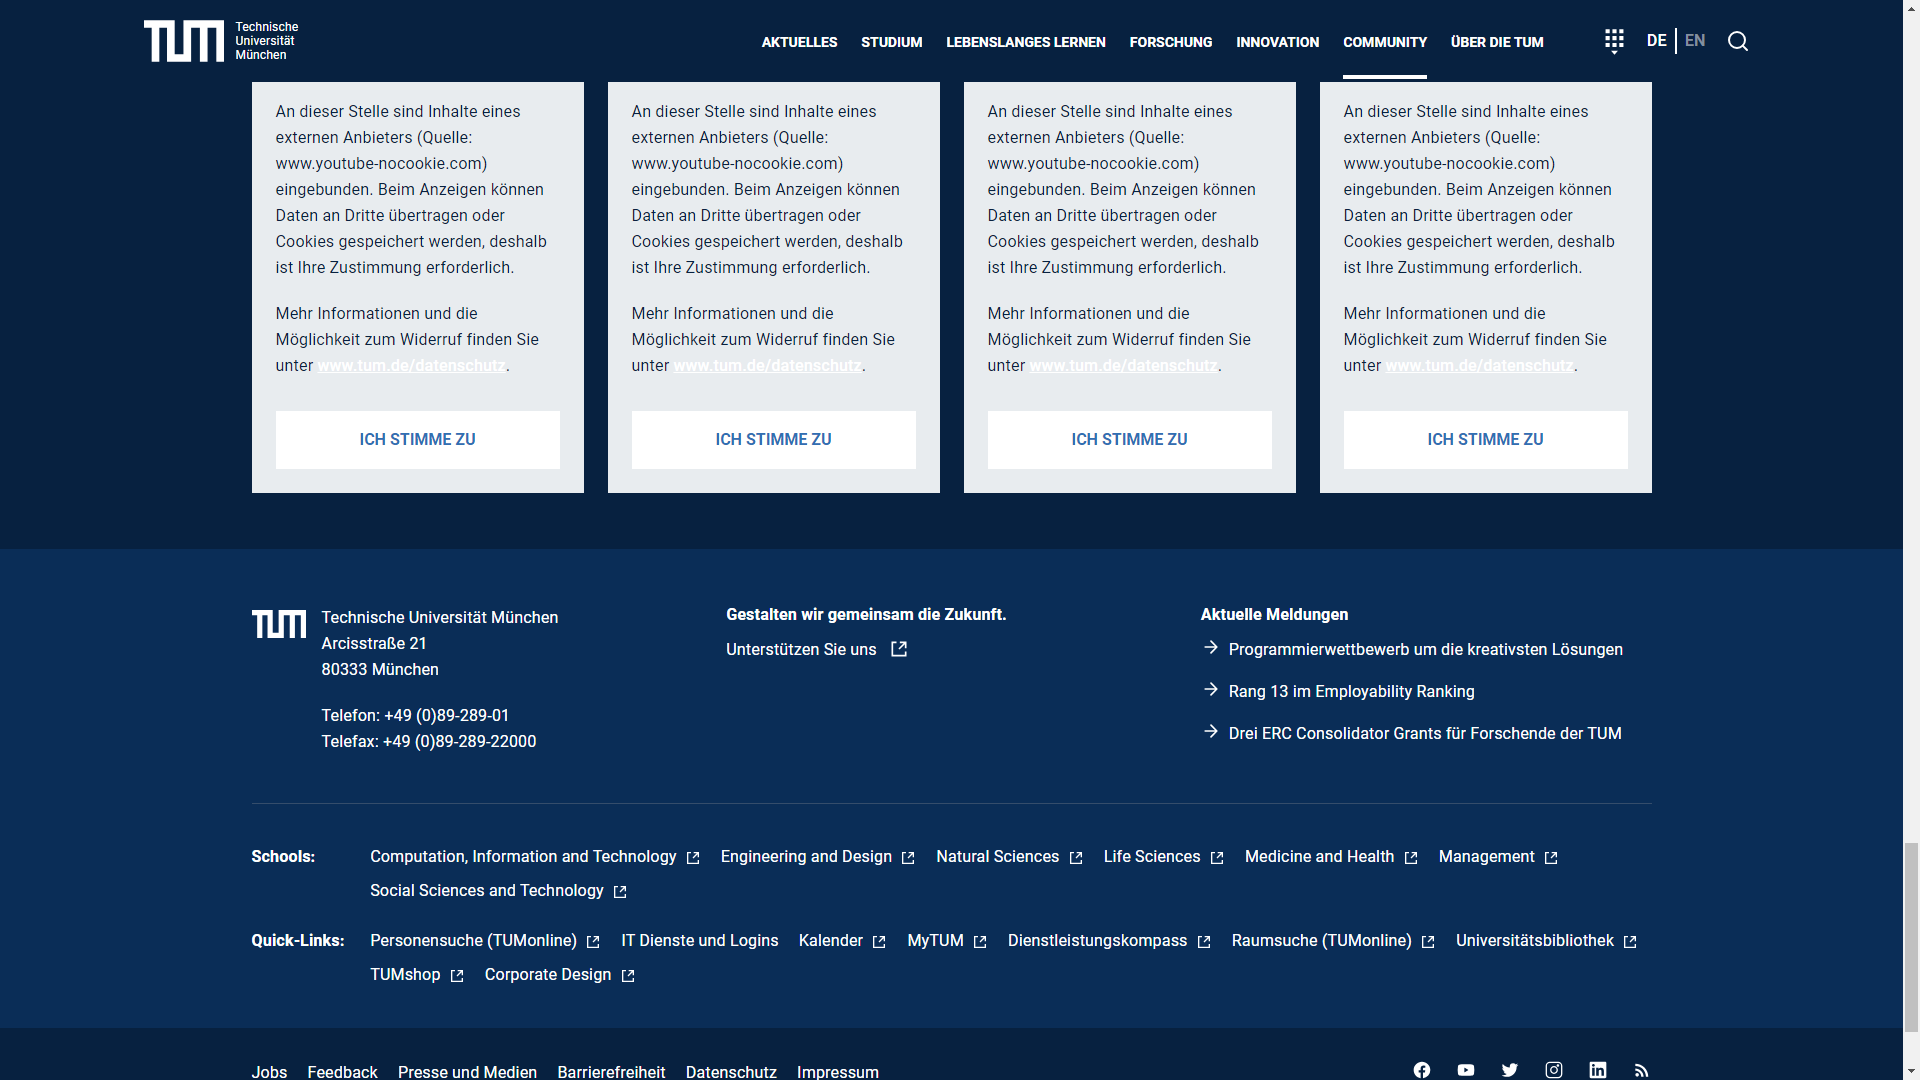 Technische
Universität
München
AKTUELLES STUDIUM LEBENSLANGES LERNEN FORSCHUNG INNOVATION COMMUNITY ÜBER DIE TUM DE EN
An dieser Stelle sind Inhalte eines
externen Anbieters (Quelle:
www.youtube-nocookie.com)
eingebunden. Beim Anzeigen können
Daten an Dritte übertragen oder
Cookies gespeichert werden, deshalb
ist Ihre Zustimmung erforderlich.
Mehr Informationen und die
Möglichkeit zum Widerruf finden Sie
unter www.tum.de/datenschutz.
ICH STIMME ZU
An dieser Stelle sind Inhalte eines
externen Anbieters (Quelle:
www.youtube-nocookie.com)
eingebunden. Beim Anzeigen können
Daten an Dritte übertragen oder
Cookies gespeichert werden, deshalb
ist Ihre Zustimmung erforderlich.
Mehr Informationen und die
Möglichkeit zum Widerruf finden Sie
unter www.tum.de/datenschutz.
ICH STIMME ZU
An dieser Stelle sind Inhalte eines
externen Anbieters (Quelle:
www.youtube-nocookie.com)
eingebunden. Beim Anzeigen können
Daten an Dritte übertragen oder
Cookies gespeichert werden, deshalb
ist Ihre Zustimmung erforderlich.
Mehr Informationen und die
Möglichkeit zum Widerruf finden Sie
unter www.tum.de/datenschutz.
ICH STIMME ZU
An dieser Stelle sind Inhalte eines
externen Anbieters (Quelle:
www.youtube-nocookie.com)
eingebunden. Beim Anzeigen können
Daten an Dritte übertragen oder
Cookies gespeichert werden, deshalb
ist Ihre Zustimmung erforderlich.
Mehr Informationen und die
Möglichkeit zum Widerruf finden Sie
unter www.tum.de/datenschutz.
ICH STIMME ZU
TUM
Technische Universität München
Arcisstraße 21
80333 München
Telefon: +49 (0)89-289-01
Telefax: +49 (0)89-289-22000
Gestalten wir gemeinsam die Zukunft.
Unterstützen Sie uns
Aktuelle Meldungen
Programmierwettbewerb um die kreativsten Lösungen
Rang 13 im Employability Ranking
Drei ERC Consolidator Grants für Forschende der TUM
Schools: Computation, Information and Technology Engineering and Design Natural Sciences Life Sciences Medicine and Health Management
Social Sciences and Technology
Quick-Links: Personensuche (TUMonline) IT Dienste und Logins Kalender MyTUM Dienstleistungskompass Raumsuche (TUMonline) Universitätsbibliothek
TUMshop Corporate Design
Jobs Feedback Presse und Medien Barrierefreiheit Datenschutz Impressum